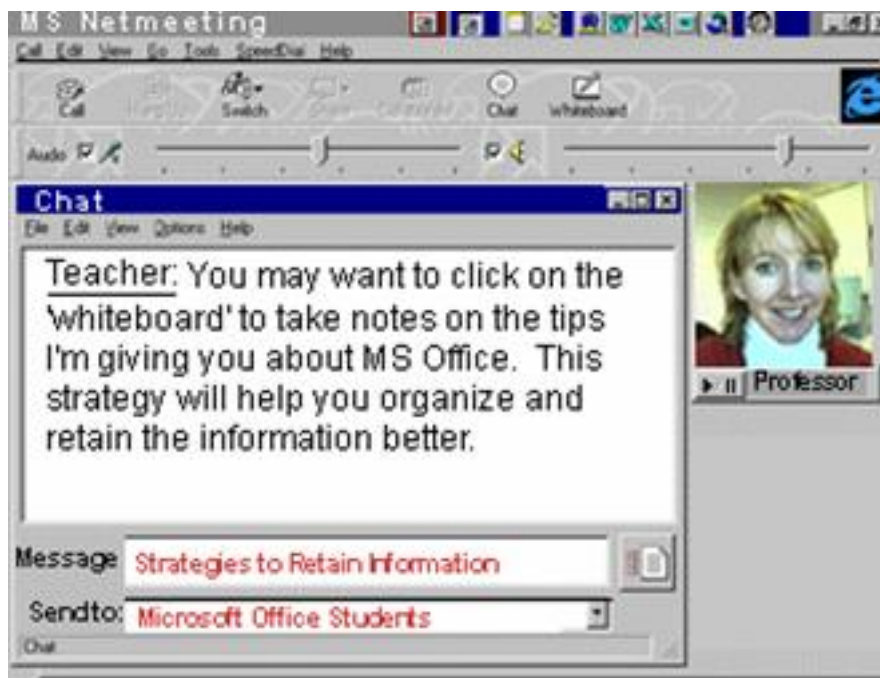 MS Netmeeting
Call Edit View Go Tools SpeedDial Help
Call Switch Chat Whiteboard
Audio
Chat
File Edit View Options Help
Teacher: You may want to click on the
'whiteboard' to take notes on the tips
I'm giving you about MS Office. This
strategy will help you organize and
retain the information better.
Professor
Message Strategies to Retain Information
Sendto: Microsoft Office Students
Chat